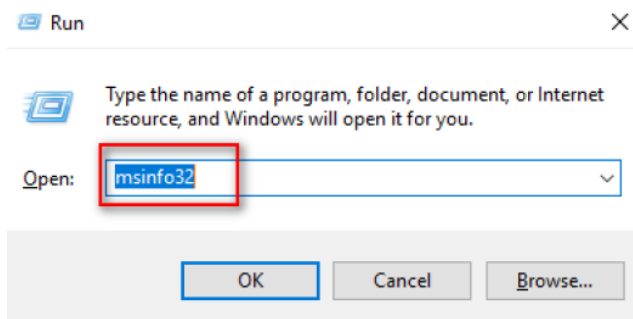 Run
Type the name of a program, folder, document, or Internet
resource, and Windows will open it for you.
Open: msinfo32
OK Cancel Browse...